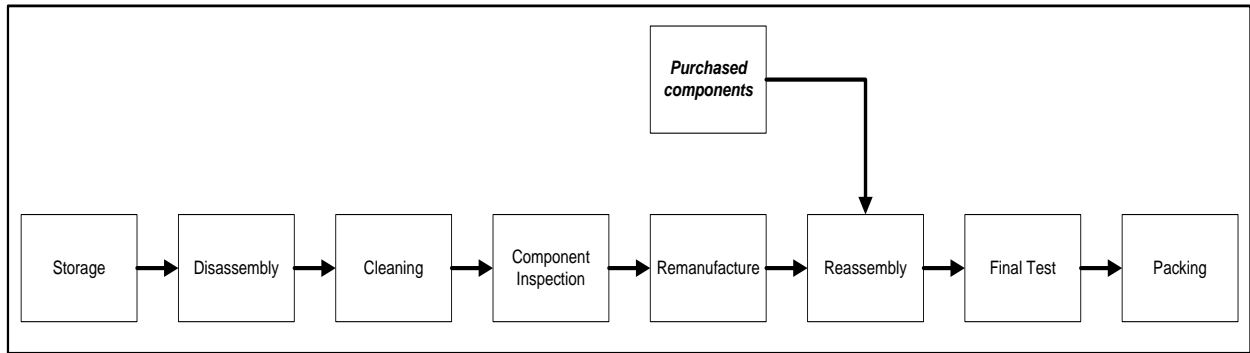 Purchased
components
Storage
Disassembly
Cleaning
Component
Inspection
Remanufacture
Reassembly
Final Test
Packing